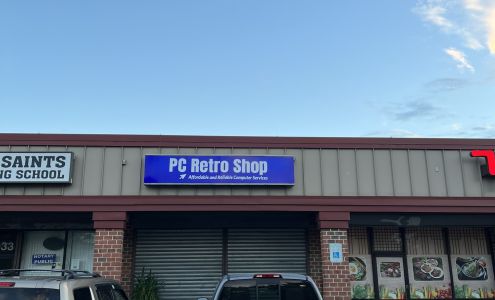 SAINTS
NG SCHOOL
PC Retro Shop
Affordable and Reliable Computer Services
33
NOTARY
PUBLIC